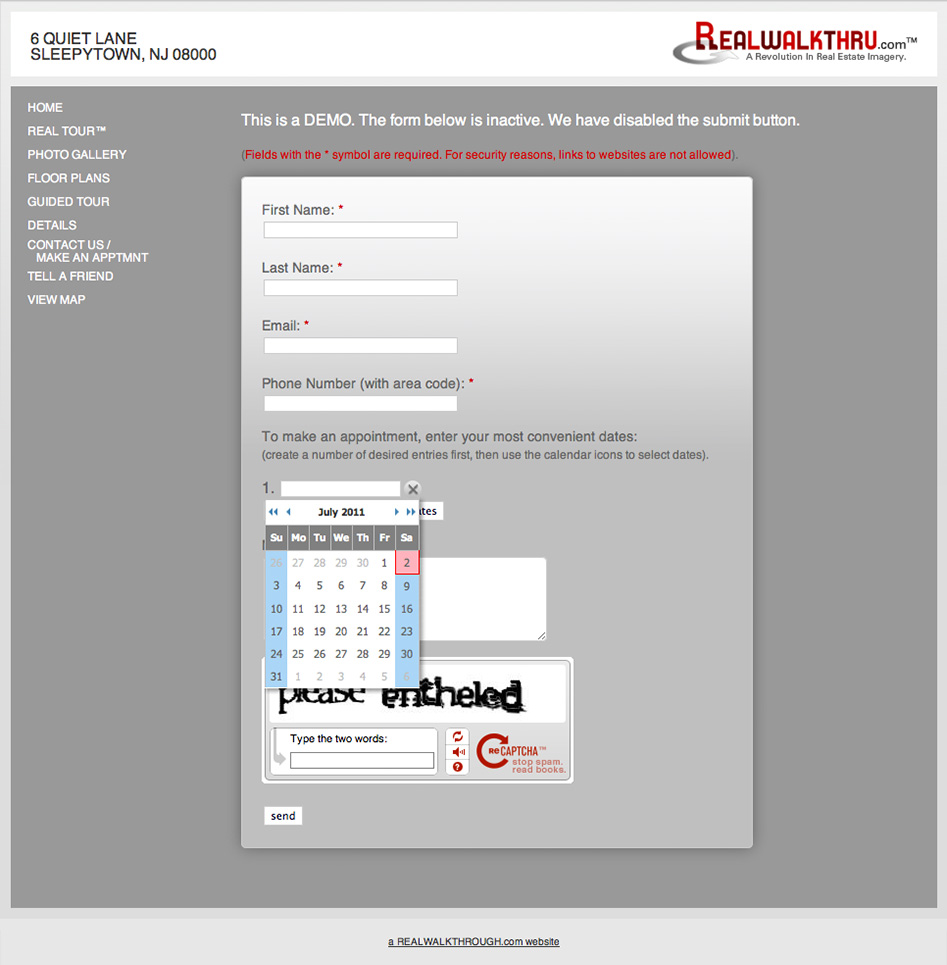 6 QUIET LANE
SLEEPYTOWN, NJ 08000
REALWALKTHRU.com™
A Revolution In Real Estate Imagery.
HOME
REAL TOUR™
PHOTO GALLERY
FLOOR PLANS
GUIDED TOUR
DETAILS
CONTACT US /
MAKE AN APPTMNT
TELL A FRIEND
VIEW MAP
This is a DEMO. The form below is inactive. We have disabled the submit button.
(Fields with the * symbol are required. For security reasons, links to websites are not allowed).
First Name: *
Last Name: *
Email: *
Phone Number (with area code): *
To make an appointment, enter your most convenient dates:
(create a number of desired entries first, then use the calendar icons to select dates).
1.
July 2011
Su Mo Tu We Th Fr Sa
26 27 28 29 30 1 2
3 4 5 6 7 8 9
10 11 12 13 14 15 16
17 18 19 20 21 22 23
24 25 26 27 28 29 30
31 1 2 3 4 5 6
please entheled
Type the two words:
reCAPTCHA™
stop spam.
read books.
send
a REALWALKTHROUGH.com website